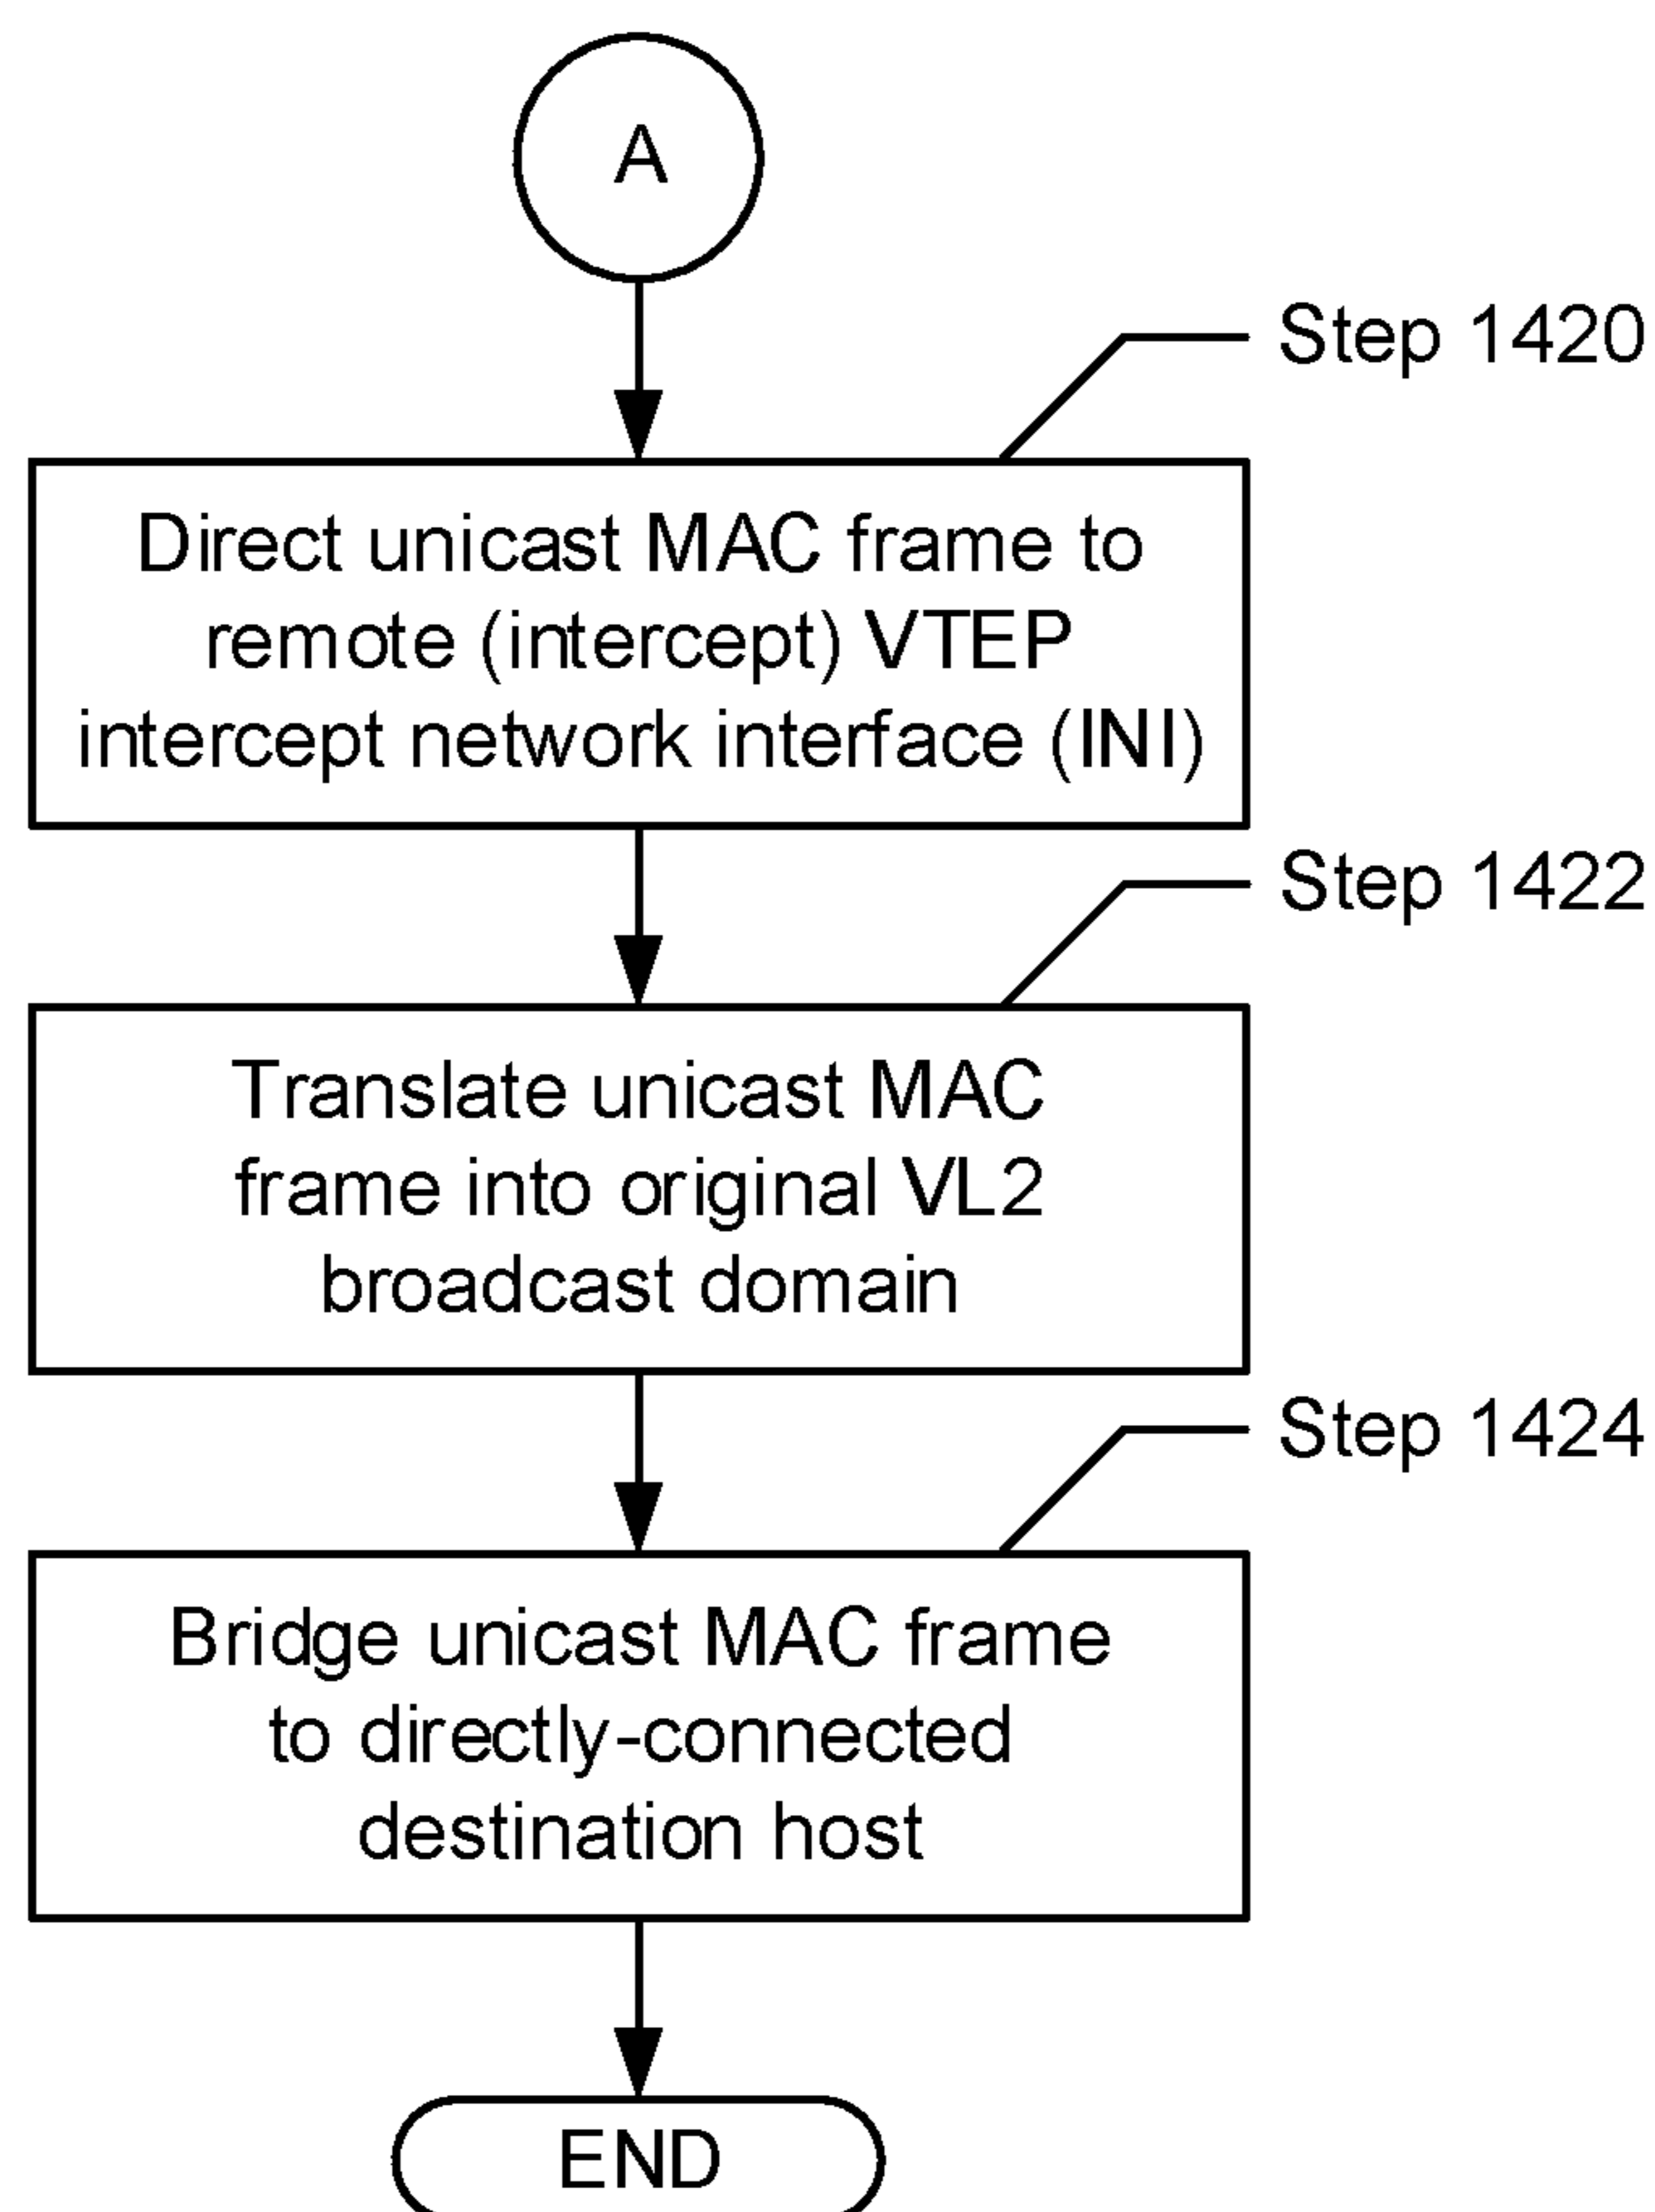 A
Step 1420
Direct unicast MAC frame to
remote (intercept) VTEP
intercept network interface (INI)
Step 1422
Translate unicast MAC
frame into original VL2
broadcast domain
Step 1424
Bridge unicast MAC frame
to directly-connected
destination host
END